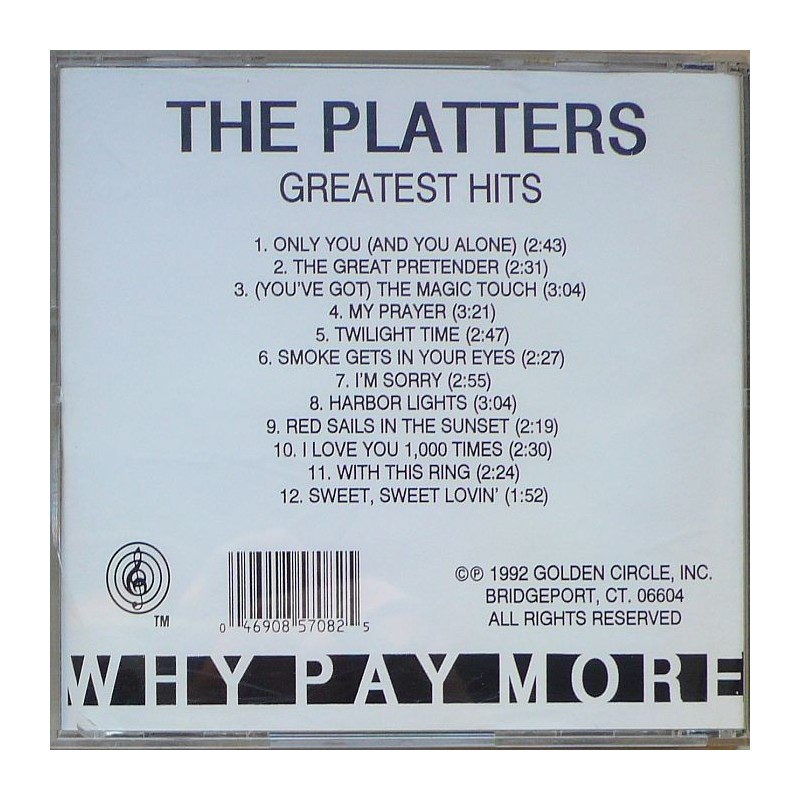 THE PLATTERS
GREATEST HITS
1. ONLY YOU (AND YOU ALONE) (2:43)
2. THE GREAT PRETENDER (2:31)
3. (YOU'VE GOT) THE MAGIC TOUCH (3:04)
4. MY PRAYER (3:21)
5. TWILIGHT TIME (2:47)
6. SMOKE GETS IN YOUR EYES (2:27)
7. I'M SORRY (2:55)
8. HARBOR LIGHTS (3:04)
9. RED SAILS IN THE SUNSET (2:19)
10. I LOVE YOU 1,000 TIMES (2:30)
11. WITH THIS RING (2:24)
12. SWEET, SWEET LOVIN' (1:52)
TM
0 46908 57082 5
©℗ 1992 GOLDEN CIRCLE, INC.
BRIDGEPORT, CT. 06604
ALL RIGHTS RESERVED
WHY PAY MORE